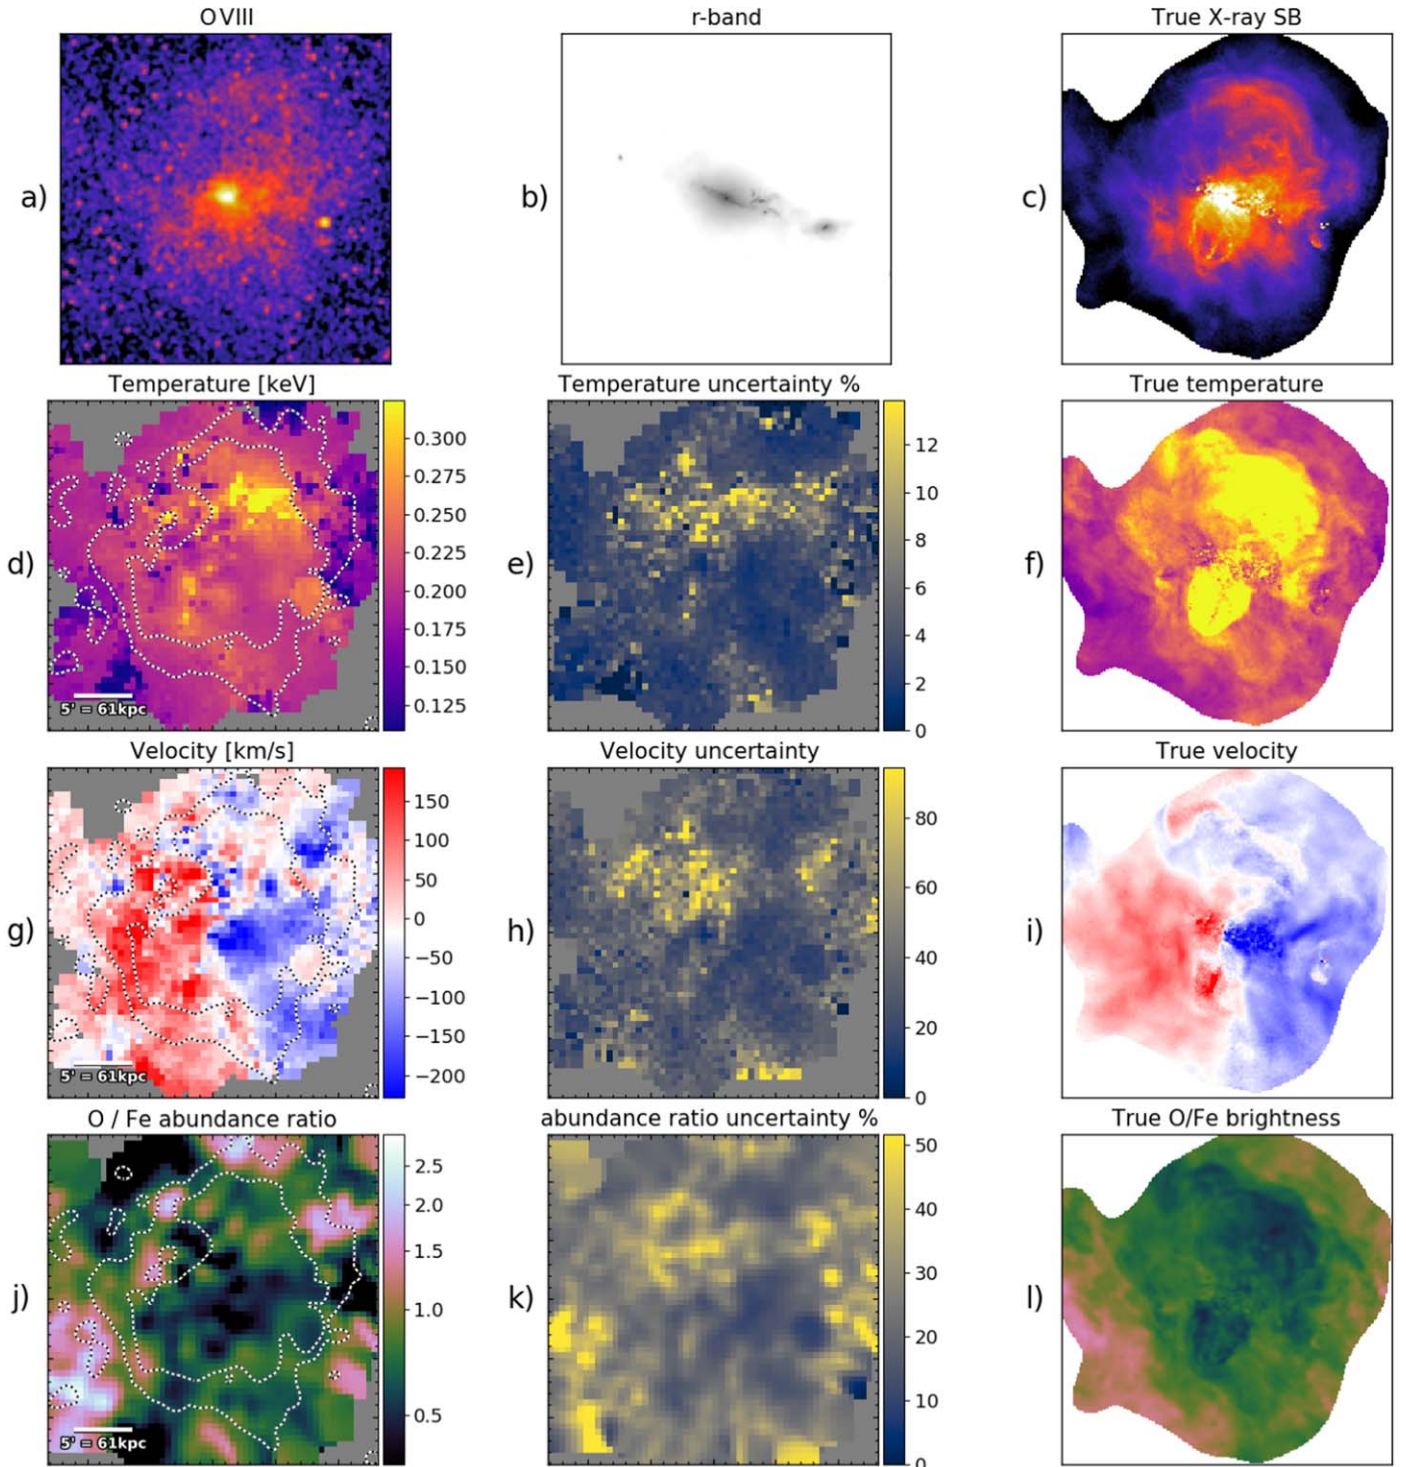 O VIII
r-band
True X-ray SB
a)
b)
c)
Temperature [keV]
Temperature uncertainty %
True temperature
d)
5' = 61kpc
0.300
0.275
0.250
0.225
0.200
0.175
0.150
0.125
e)
12
10
8
6
4
2
0
f)
Velocity [km/s]
Velocity uncertainty
True velocity
g)
5' = 61kpc
150
100
50
0
−50
−100
−150
−200
h)
80
60
40
20
0
i)
O / Fe abundance ratio
abundance ratio uncertainty %
True O/Fe brightness
j)
5' = 61kpc
2.5
2.0
1.5
1.0
0.5
k)
50
40
30
20
10
0
l)